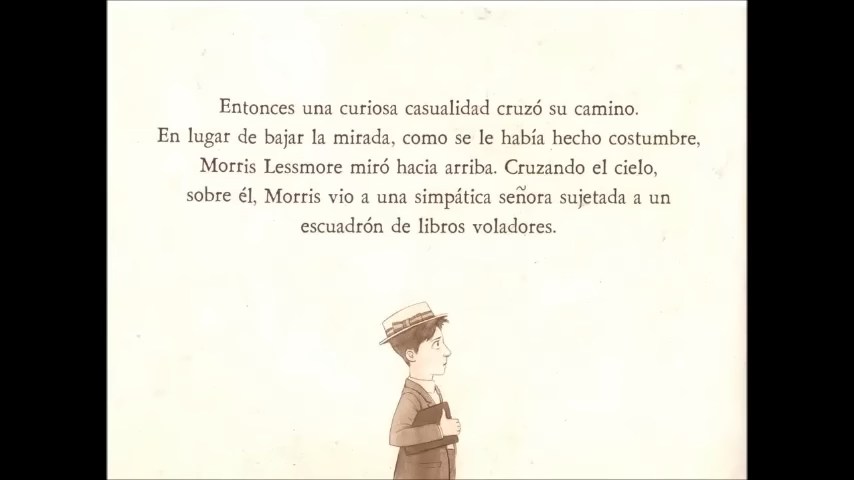 Entonces una curiosa casualidad cruzó su camino.
En lugar de bajar la mirada, como se le había hecho costumbre,
Morris Lessmore miró hacia arriba. Cruzando el cielo,
sobre él, Morris vio a una simpática señora sujetada a un
escuadrón de libros voladores.